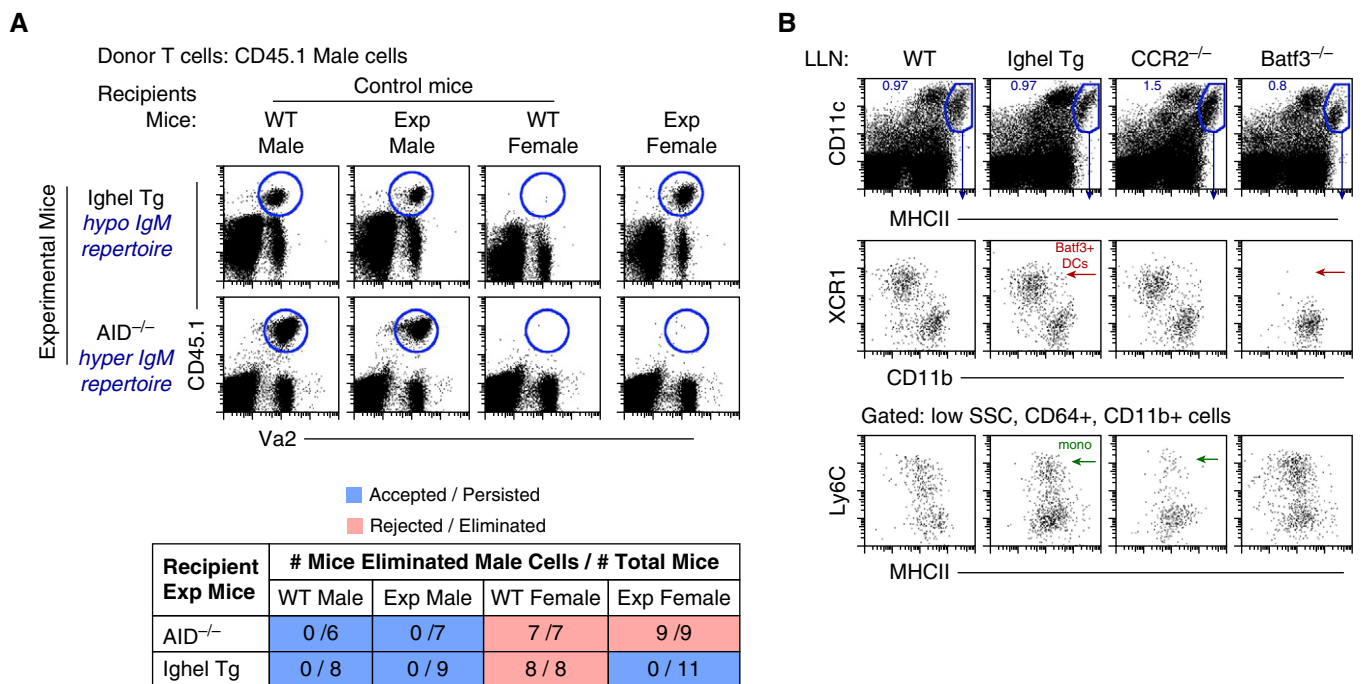 A
Donor T cells: CD45.1 Male cells
Recipients
Mice:
Control mice
WT
Male
Exp
Male
WT
Female
Exp
Female
Experimental Mice
Ighel Tg
hypo IgM
repertoire
AID–/–
hyper IgM
repertoire
CD45.1
Va2
Accepted / Persisted
Rejected / Eliminated
Recipient
Exp Mice
# Mice Eliminated Male Cells / # Total Mice
WT Male Exp Male WT Female Exp Female
AID–/– 0 /6 0 /7 7 /7 9 /9
Ighel Tg 0 / 8 0 / 9 8 / 8 0 / 11
B
LLN: WT Ighel Tg CCR2–/– Batf3–/–
0.97 0.97 1.5 0.8
CD11c
MHCII
Batf3+
DCs
XCR1
CD11b
Gated: low SSC, CD64+, CD11b+ cells
mono
Ly6C
MHCII